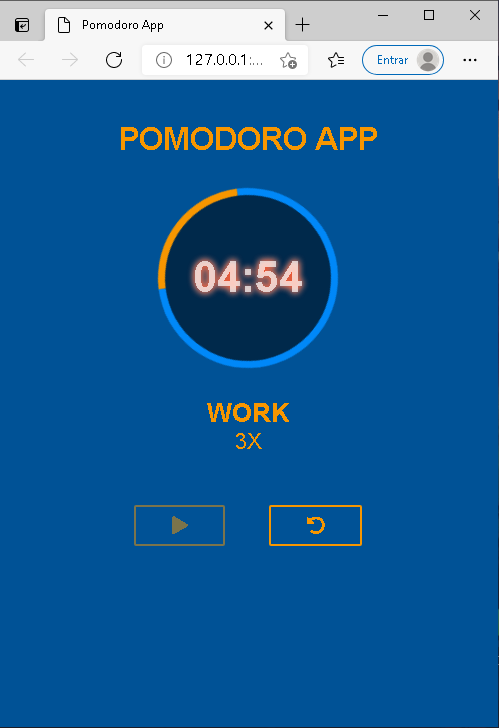 Pomodoro App
127.0.0.1:...
Entrar
POMODORO APP
04:54
WORK
3X